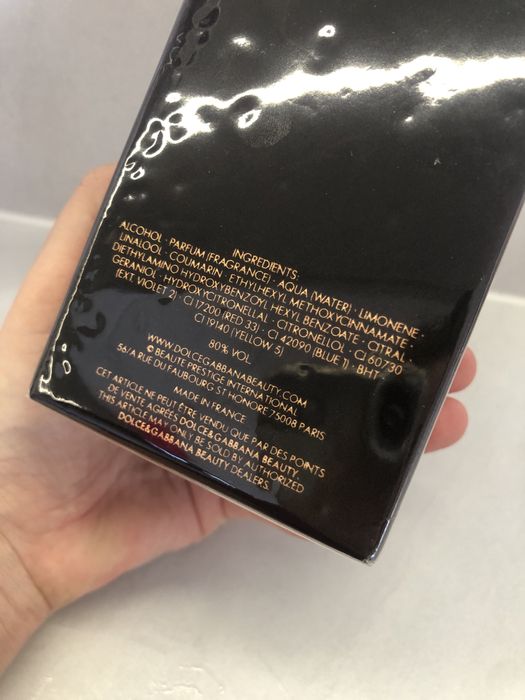 INGREDIENTS:
ALCOHOL · PARFUM (FRAGRANCE) · AQUA (WATER) · LIMONENE ·
LINALOOL · COUMARIN · ETHYLHEXYL METHOXYCINNAMATE ·
DIETHYLAMINO HYDROXYBENZOYL HEXYL BENZOATE · CITRAL ·
GERANIOL · HYDROXYCITRONELLAL · CITRONELLOL · CI 60730
(EXT. VIOLET 2) · CI 17200 (RED 33) · CI 42090 (BLUE 1) · BHT ·
CI 19140 (YELLOW 5)
80% VOL.
WWW.DOLCEGABBANABEAUTY.COM
© BEAUTÉ PRESTIGE INTERNATIONAL
56/A RUE DU FAUBOURG ST HONORÉ 75008 PARIS
MADE IN FRANCE
CET ARTICLE NE PEUT ÊTRE VENDU QUE PAR DES POINTS
DE VENTE AGRÉÉS DOLCE&GABBANA BEAUTY.
THIS ARTICLE MAY ONLY BE SOLD BY AUTHORIZED
DOLCE&GABBANA BEAUTY DEALERS.